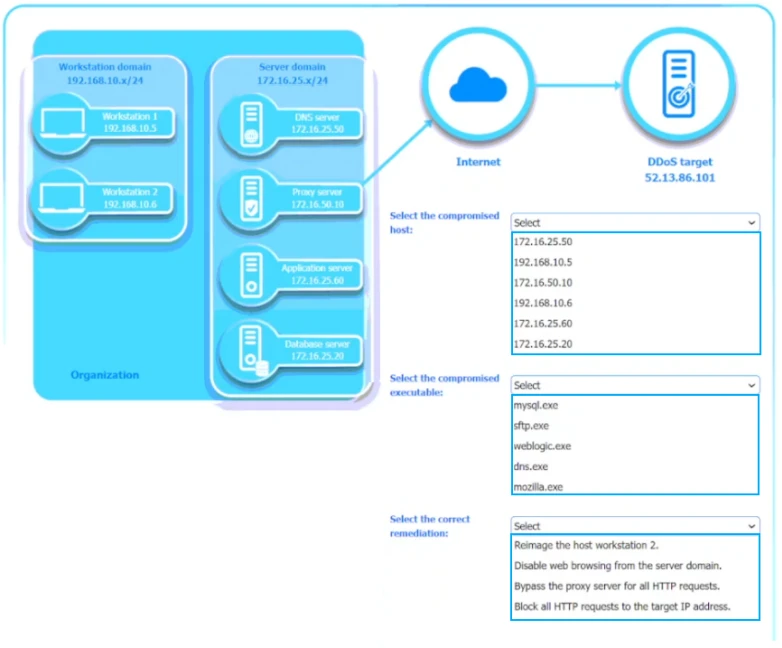 Workstation domain
192.168.10.x/24
Workstation 1
192.168.10.5
Workstation 2
192.168.10.6
Organization
Server domain
172.16.25.x/24
DNS server
172.16.25.50
Proxy server
172.16.50.10
Application server
172.16.25.60
Database server
172.16.25.20
Internet
DDoS target
52.13.86.101
Select the compromised
host:
Select
172.16.25.50
192.168.10.5
172.16.50.10
192.168.10.6
172.16.25.60
172.16.25.20
Select the compromised
executable:
Select
mysql.exe
sftp.exe
weblogic.exe
dns.exe
mozilla.exe
Select the correct
remediation:
Select
Reimage the host workstation 2.
Disable web browsing from the server domain.
Bypass the proxy server for all HTTP requests.
Block all HTTP requests to the target IP address.